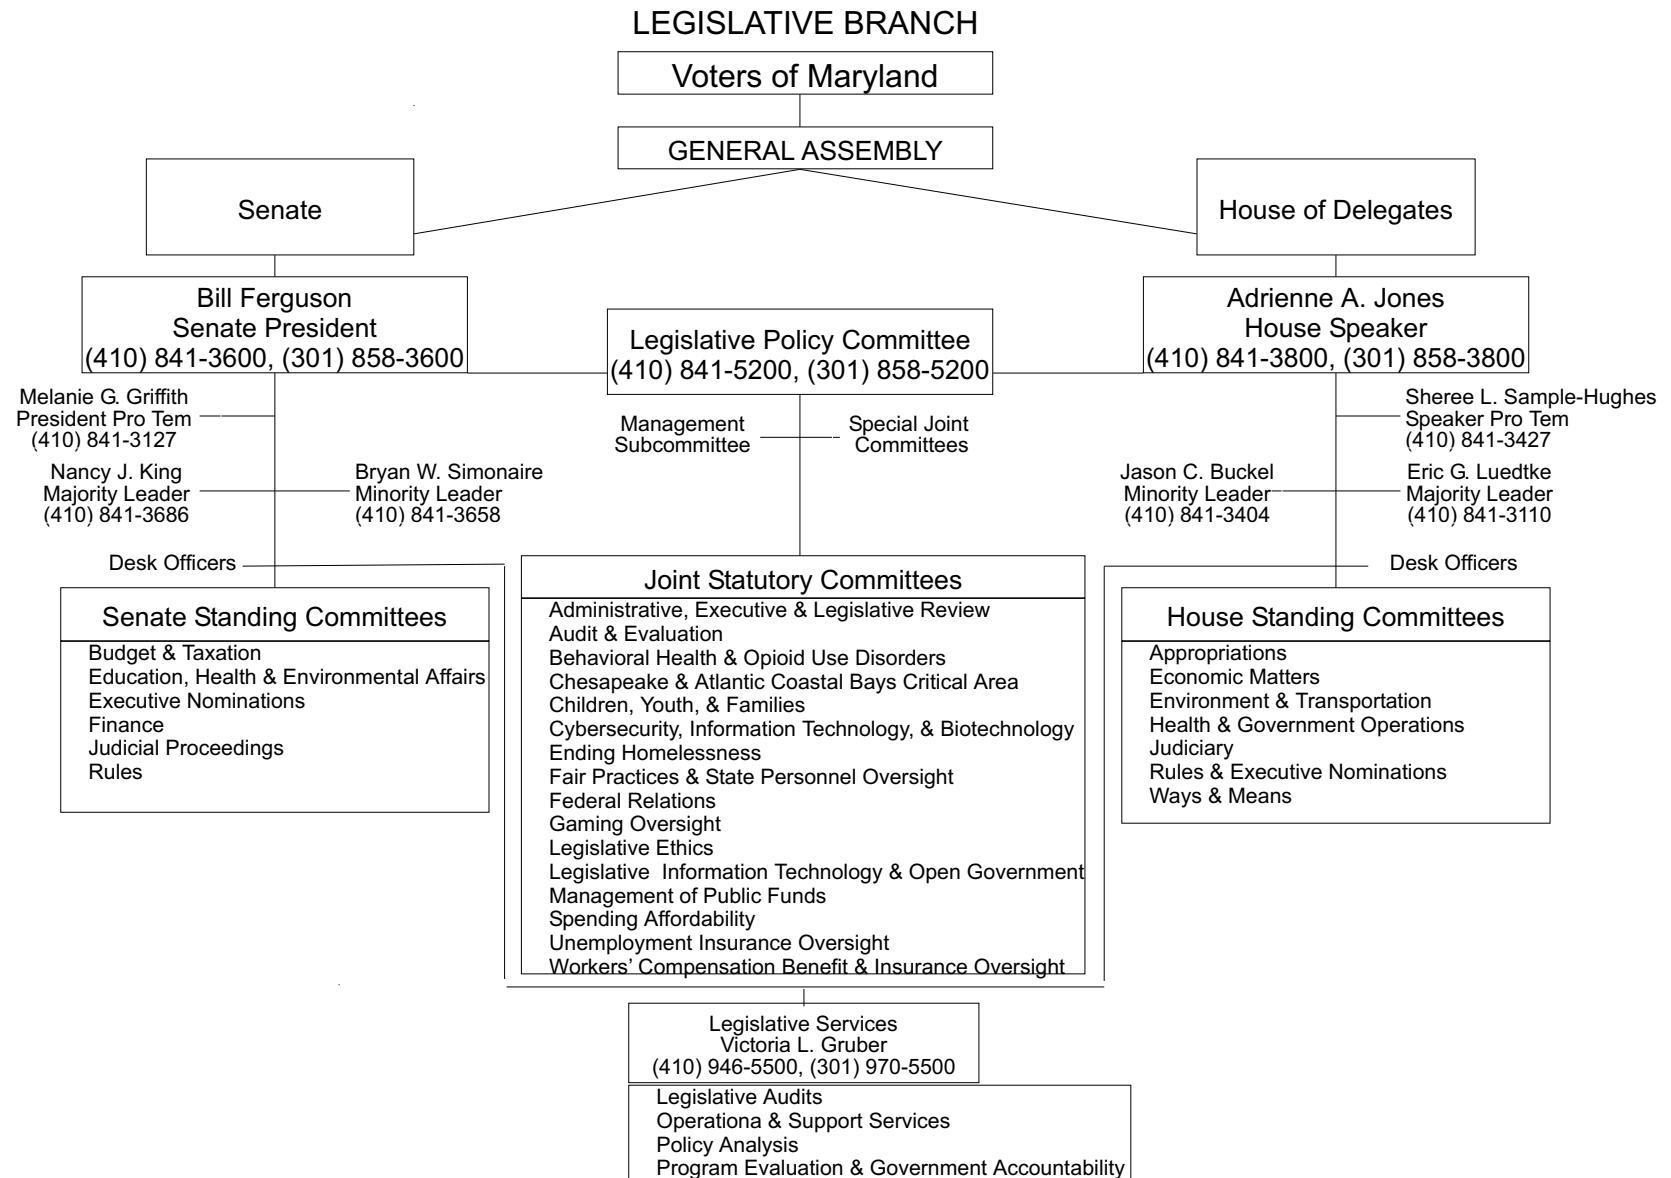 LEGISLATIVE BRANCH
Voters of Maryland
GENERAL ASSEMBLY
Senate
House of Delegates
Bill Ferguson
Senate President
(410) 841-3600, (301) 858-3600
Legislative Policy Committee
(410) 841-5200, (301) 858-5200
Adrienne A. Jones
House Speaker
(410) 841-3800, (301) 858-3800
Melanie G. Griffith
President Pro Tem
(410) 841-3127
Nancy J. King
Majority Leader
(410) 841-3686
Bryan W. Simonaire
Minority Leader
(410) 841-3658
Management
Subcommittee
Special Joint
Committees
Sheree L. Sample-Hughes
Speaker Pro Tem
(410) 841-3427
Jason C. Buckel
Minority Leader
(410) 841-3404
Eric G. Luedtke
Majority Leader
(410) 841-3110
Desk Officers
Desk Officers
Senate Standing Committees
Budget & Taxation
Education, Health & Environmental Affairs
Executive Nominations
Finance
Judicial Proceedings
Rules
Joint Statutory Committees
Administrative, Executive & Legislative Review
Audit & Evaluation
Behavioral Health & Opioid Use Disorders
Chesapeake & Atlantic Coastal Bays Critical Area
Children, Youth, & Families
Cybersecurity, Information Technology, & Biotechnology
Ending Homelessness
Fair Practices & State Personnel Oversight
Federal Relations
Gaming Oversight
Legislative Ethics
Legislative  Information Technology & Open Government
Management of Public Funds
Spending Affordability
Unemployment Insurance Oversight
Workers’ Compensation Benefit & Insurance Oversight
House Standing Committees
Appropriations
Economic Matters
Environment & Transportation
Health & Government Operations
Judiciary
Rules & Executive Nominations
Ways & Means
Legislative Services
Victoria L. Gruber
(410) 946-5500, (301) 970-5500
Legislative Audits
Operationa & Support Services
Policy Analysis
Program Evaluation & Government Accountability